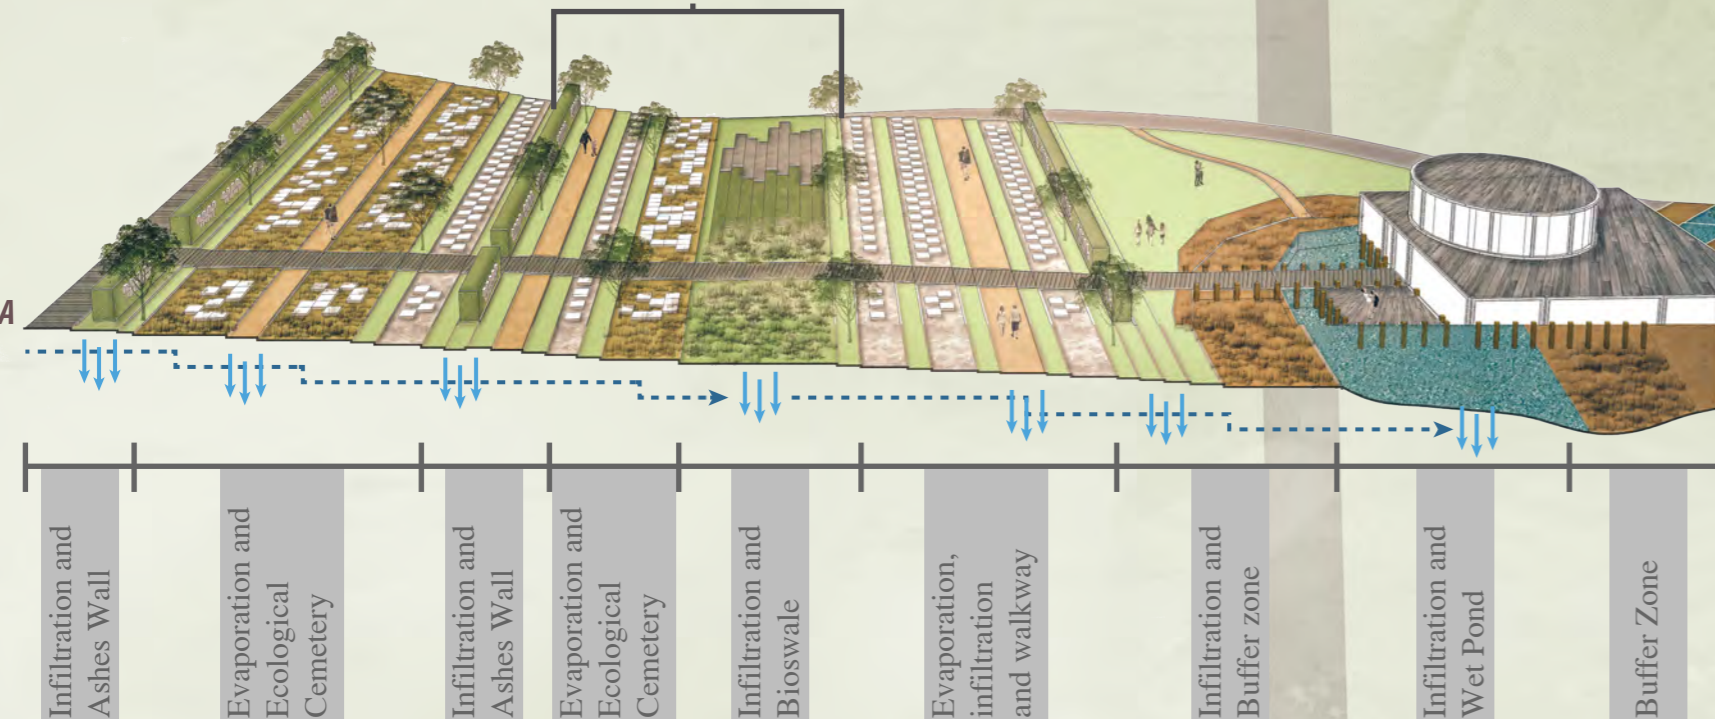 A
Infiltration and
Ashes Wall
Evaporation and
Ecological
Cemetery
Infiltration and
Ashes Wall
Evaporation and
Ecological
Cemetery
Infiltration and
Bioswale
Evaporation,
infiltration
and walkway
Infiltration and
Buffer zone
Infiltration and
Wet Pond
Buffer Zone